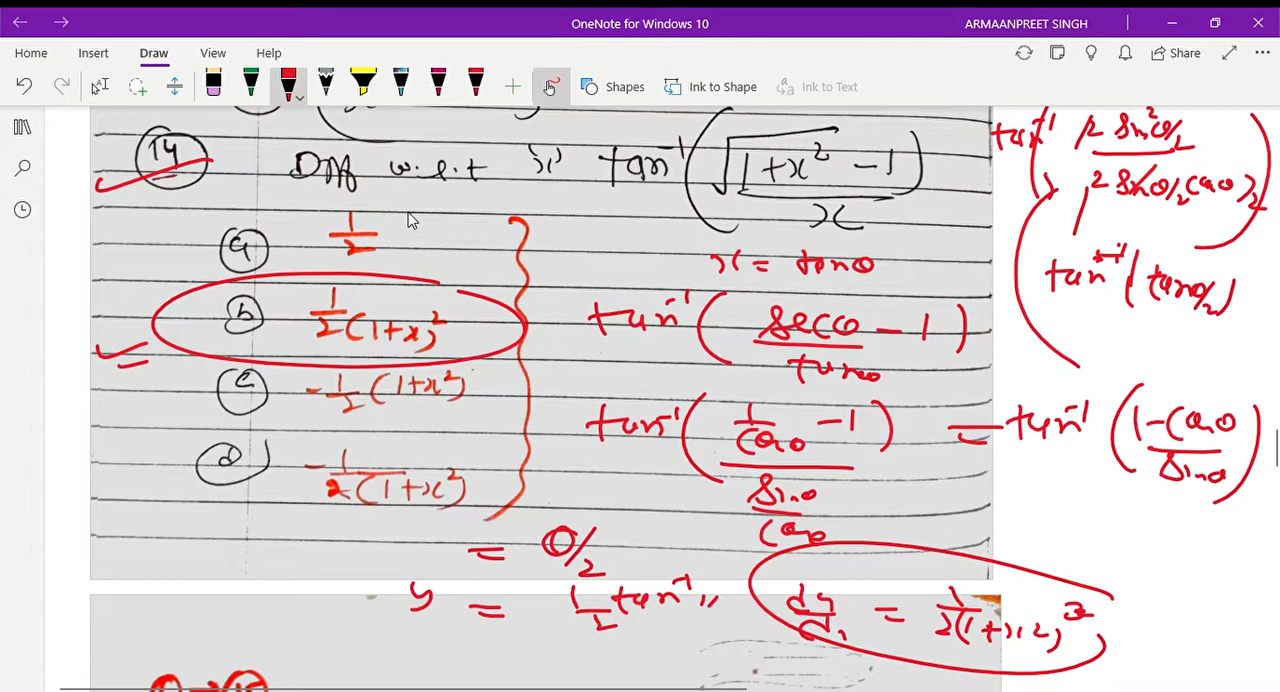 OneNote for Windows 10
ARMAANPREET SINGH
Home Insert Draw View Help
Share
Shapes
Ink to Shape
Ink to Text
14 Diff w.r.t 'x' tan⁻¹ (√1+x² -1 / x)
a 1/2
b 1/2(1+x)²
c -1/2 (1+x²)
d -1/2(1+x²)
x = tanθ
tan⁻¹ ( secθ - 1 / tanθ )
tan⁻¹ ( 1/cosθ - 1 / sinθ/cosθ ) = tan⁻¹ ( 1-cosθ / sinθ )
tan⁻¹ ( 2 sin²θ/2 / 2 sinθ/2 cosθ/2 )
tan⁻¹ ( tanθ/2 )
= θ/2
y = 1/2 tan⁻¹x
dy/dx = 1/2(1+x²)